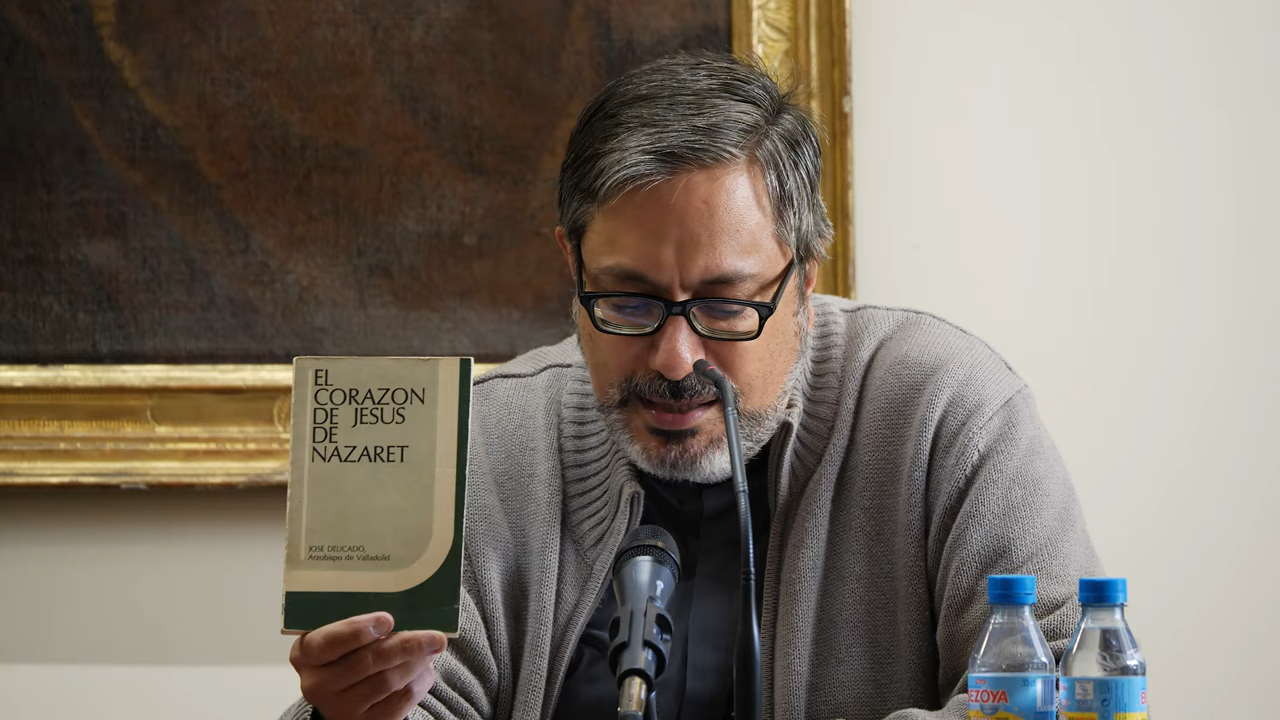 EL
CORAZON
DE JESUS
DE
NAZARET
JOSE DELICADO,
Arzobispo de Valladolid
BEZOYA